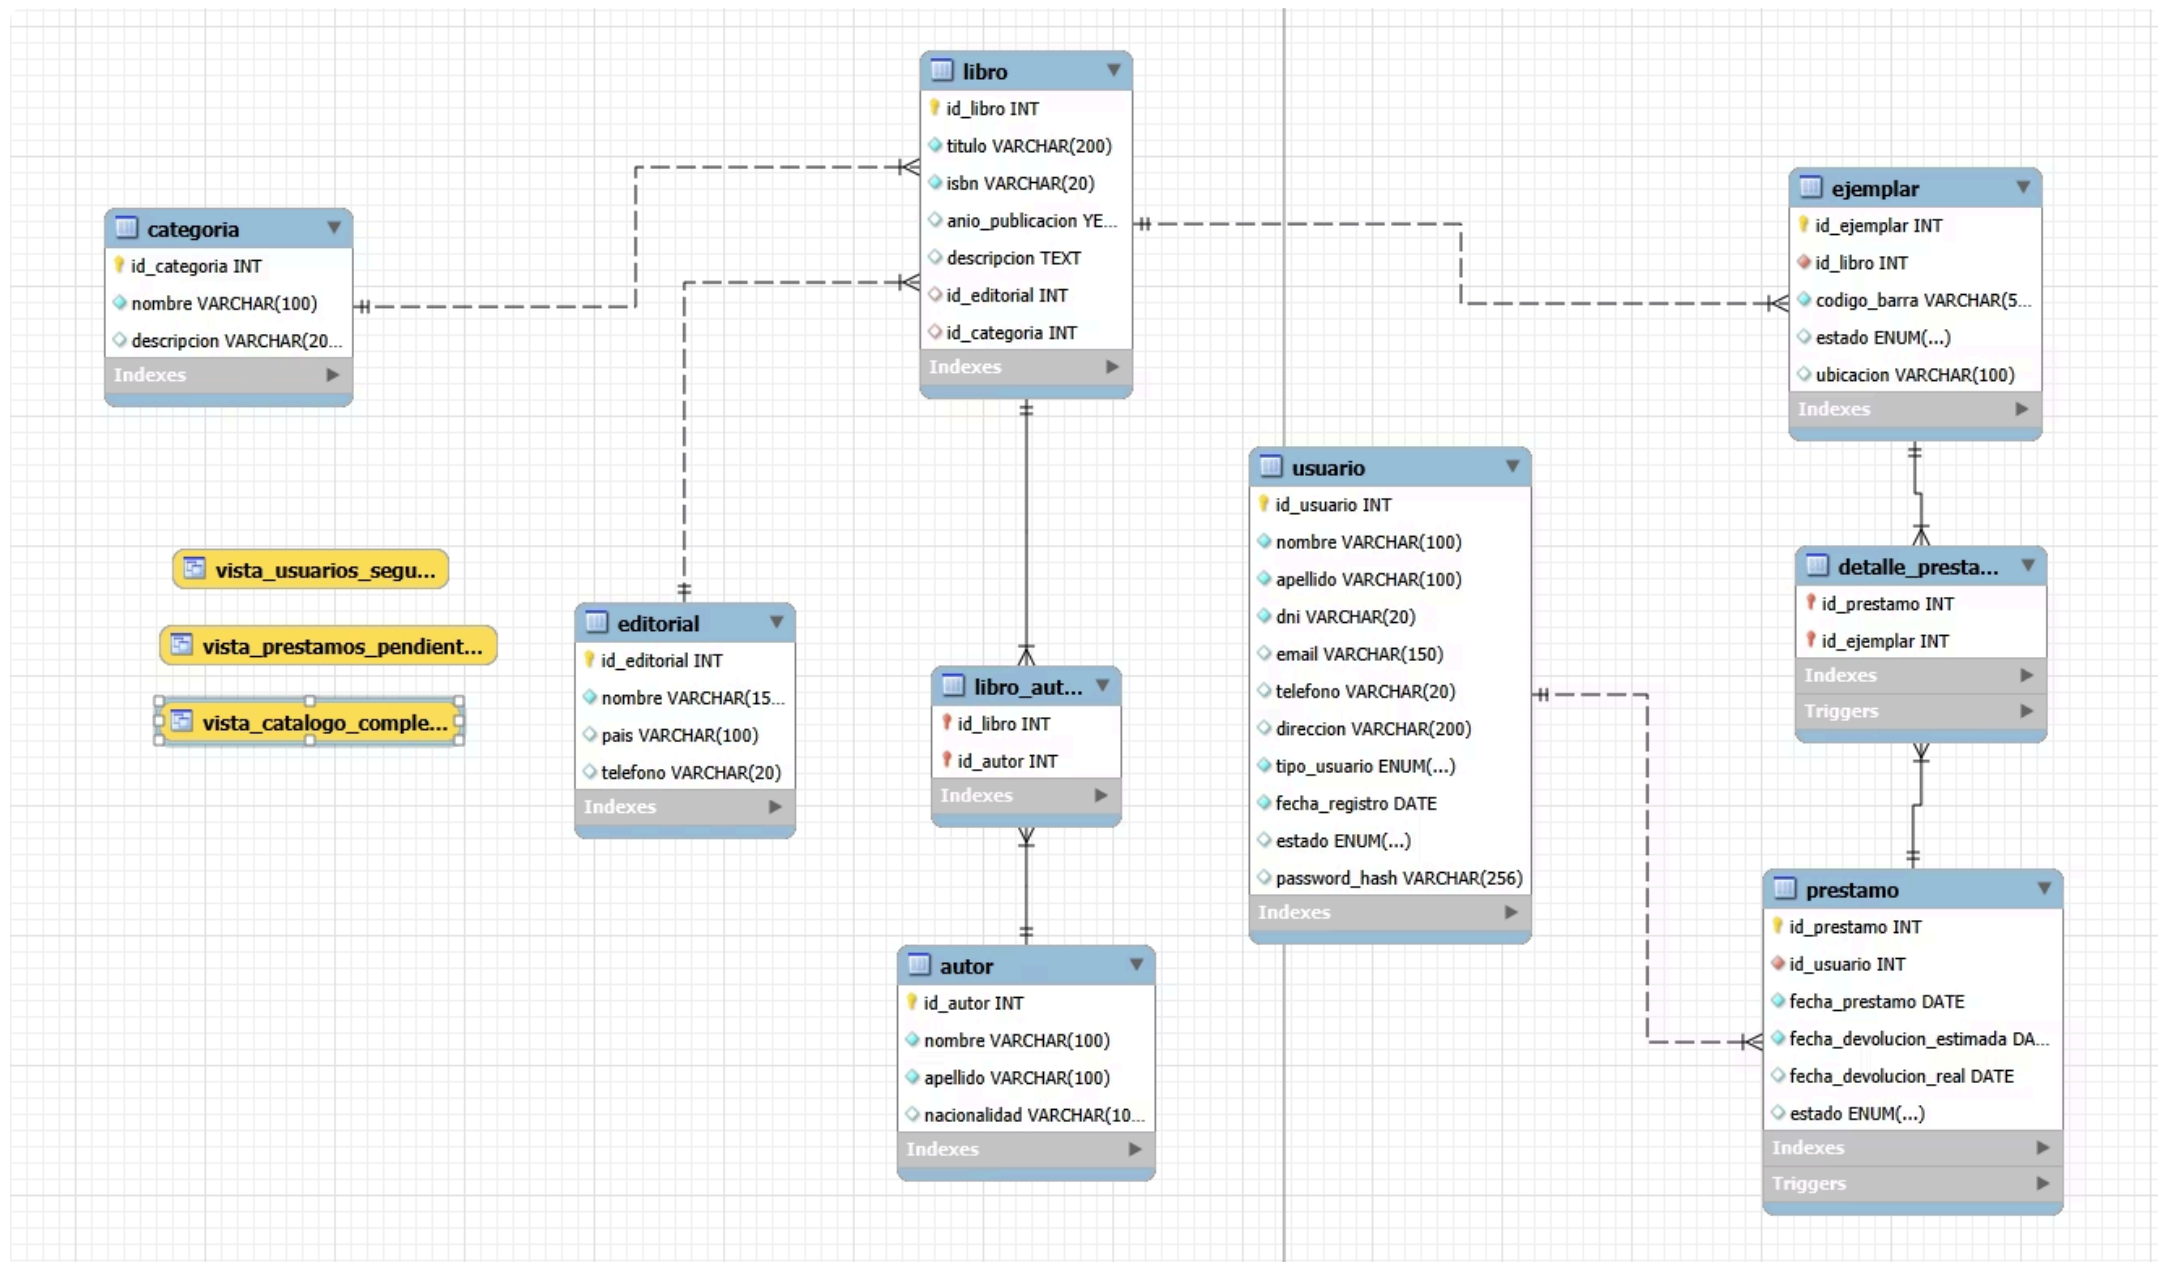 categoria
id_categoria INT
nombre VARCHAR(100)
descripcion VARCHAR(20...
Indexes
vista_usuarios_segu...
vista_prestamos_pendient...
vista_catalogo_comple...
editorial
id_editorial INT
nombre VARCHAR(15...
pais VARCHAR(100)
telefono VARCHAR(20)
Indexes
libro
id_libro INT
titulo VARCHAR(200)
isbn VARCHAR(20)
anio_publicacion YE...
descripcion TEXT
id_editorial INT
id_categoria INT
Indexes
libro_aut...
id_libro INT
id_autor INT
Indexes
autor
id_autor INT
nombre VARCHAR(100)
apellido VARCHAR(100)
nacionalidad VARCHAR(10...
Indexes
usuario
id_usuario INT
nombre VARCHAR(100)
apellido VARCHAR(100)
dni VARCHAR(20)
email VARCHAR(150)
telefono VARCHAR(20)
direccion VARCHAR(200)
tipo_usuario ENUM(...)
fecha_registro DATE
estado ENUM(...)
password_hash VARCHAR(256)
Indexes
ejemplar
id_ejemplar INT
id_libro INT
codigo_barra VARCHAR(5...
estado ENUM(...)
ubicacion VARCHAR(100)
Indexes
detalle_presta...
id_prestamo INT
id_ejemplar INT
Indexes
Triggers
prestamo
id_prestamo INT
id_usuario INT
fecha_prestamo DATE
fecha_devolucion_estimada DA...
fecha_devolucion_real DATE
estado ENUM(...)
Indexes
Triggers